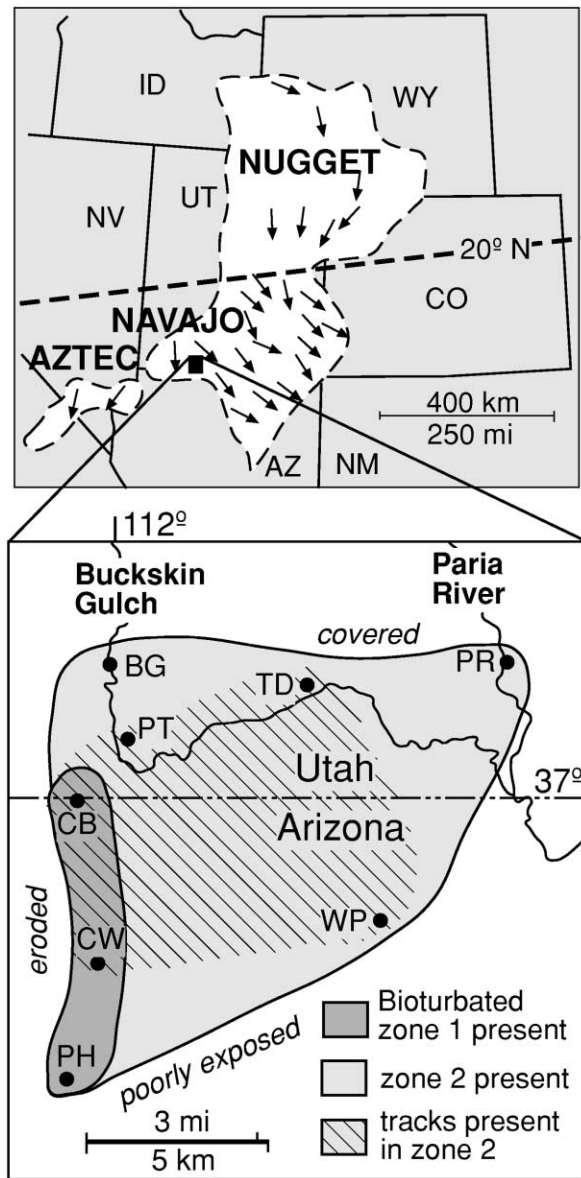 ID
WY
NUGGET
UT
NV
20º N
CO
NAVAJO
AZTEC
400 km
250 mi
AZ
NM
112º
Buckskin
Gulch
Paria
River
covered
BG
PR
TD
PT
Utah
37º
CB
Arizona
eroded
WP
CW
Bioturbated
zone 1 present
PH
poorly exposed
zone 2 present
3 mi
5 km
tracks present
in zone 2